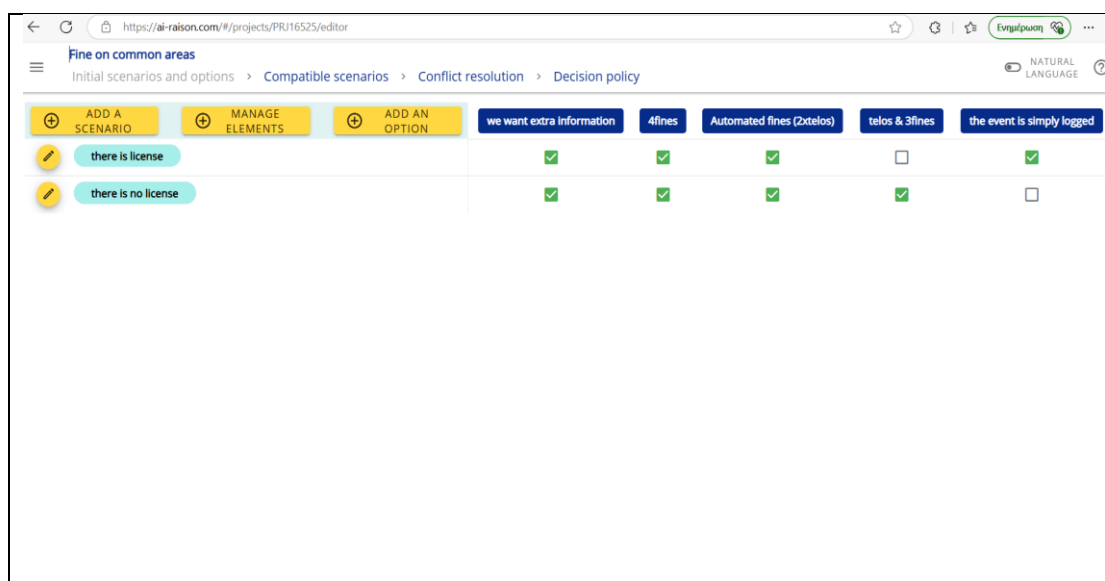 https://ai-raison.com/#/projects/PRJ16525/editor
Ενημέρωση
Fine on common areas
Initial scenarios and options > Compatible scenarios > Conflict resolution > Decision policy
NATURAL LANGUAGE
ADD A SCENARIO
MANAGE ELEMENTS
ADD AN OPTION
we want extra information
4fines
Automated fines (2xtelos)
telos & 3fines
the event is simply logged
there is license
there is no license